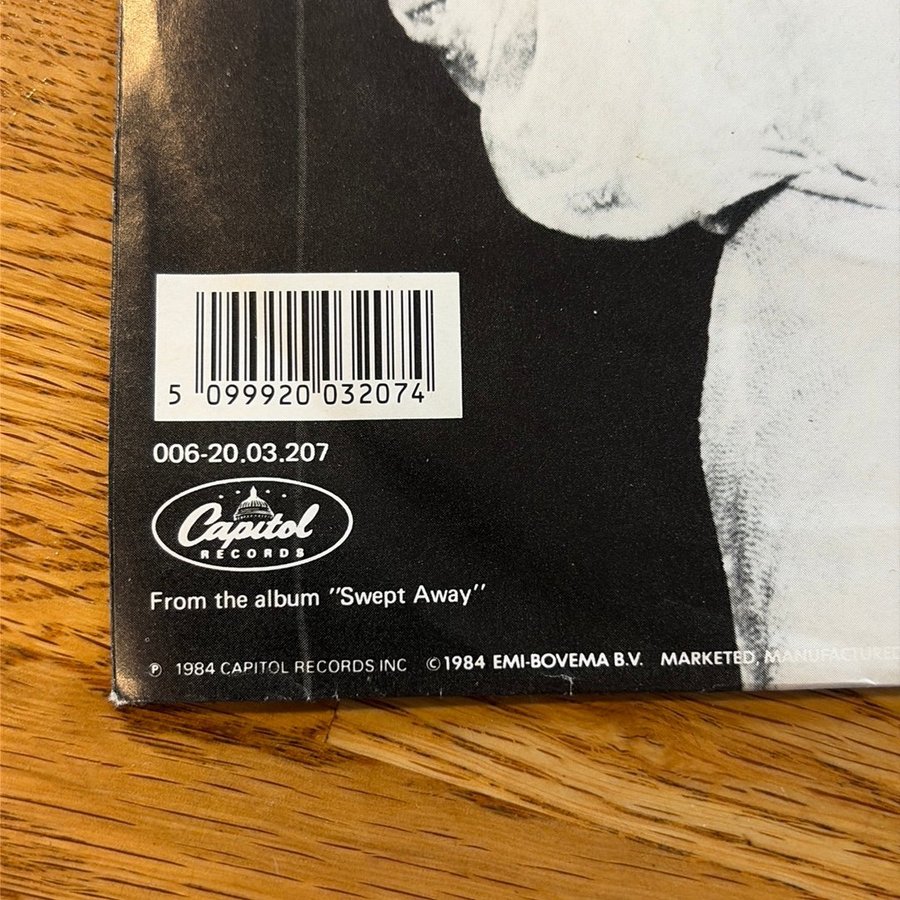 5 099920 032074
006-20.03.207
Capitol
RECORDS
From the album "Swept Away"
℗ 1984 CAPITOL RECORDS INC © 1984 EMI-BOVEMA B.V. MARKETED, MANUFACTURED